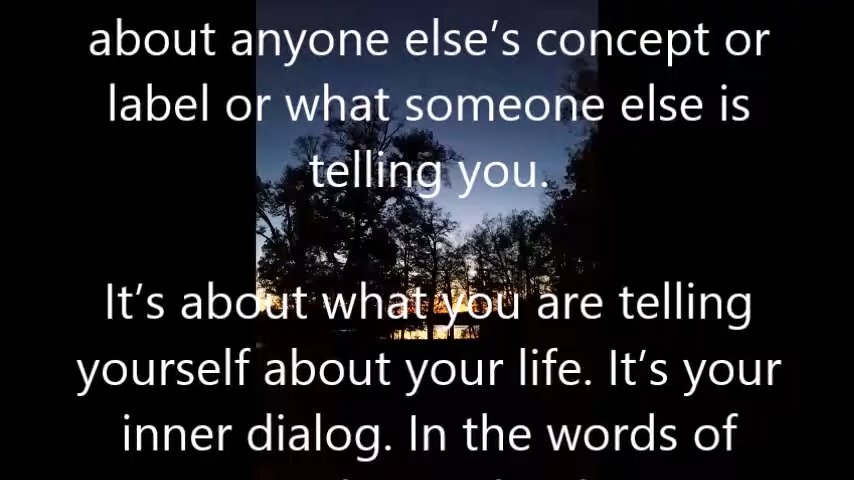 about anyone else’s concept or
label or what someone else is
telling you.
It’s about what you are telling
yourself about your life. It’s your
inner dialog. In the words of